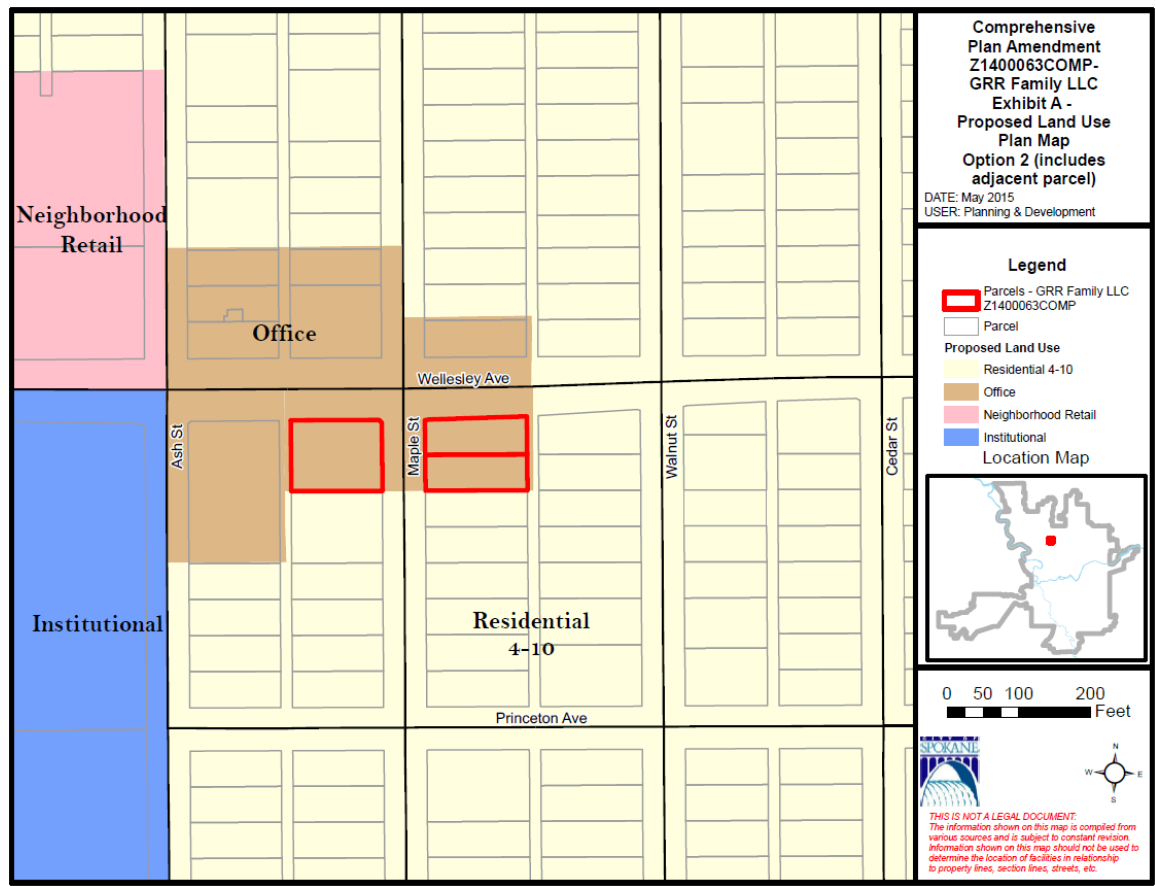 Comprehensive
Plan Amendment
Z1400063COMP-
GRR Family LLC
Exhibit A -
Proposed Land Use
Plan Map
Option 2 (includes
adjacent parcel)
DATE: May 2015
USER: Planning & Development
Legend
Parcels - GRR Family LLC
Z1400063COMP
Parcel
Proposed Land Use
Residential 4-10
Office
Neighborhood Retail
Institutional
Location Map
0 50 100 200
Feet
SPOKANE
N
W E
S
THIS IS NOT A LEGAL DOCUMENT:
The information shown on this map is compiled from
various sources and is subject to constant revision.
Information shown on this map should not be used to
determine the location of facilities in relationship
to property lines, section lines, streets, etc.
Neighborhood
Retail
Office
Wellesley Ave
Ash St
Maple St
Walnut St
Cedar St
Institutional
Residential
4-10
Princeton Ave